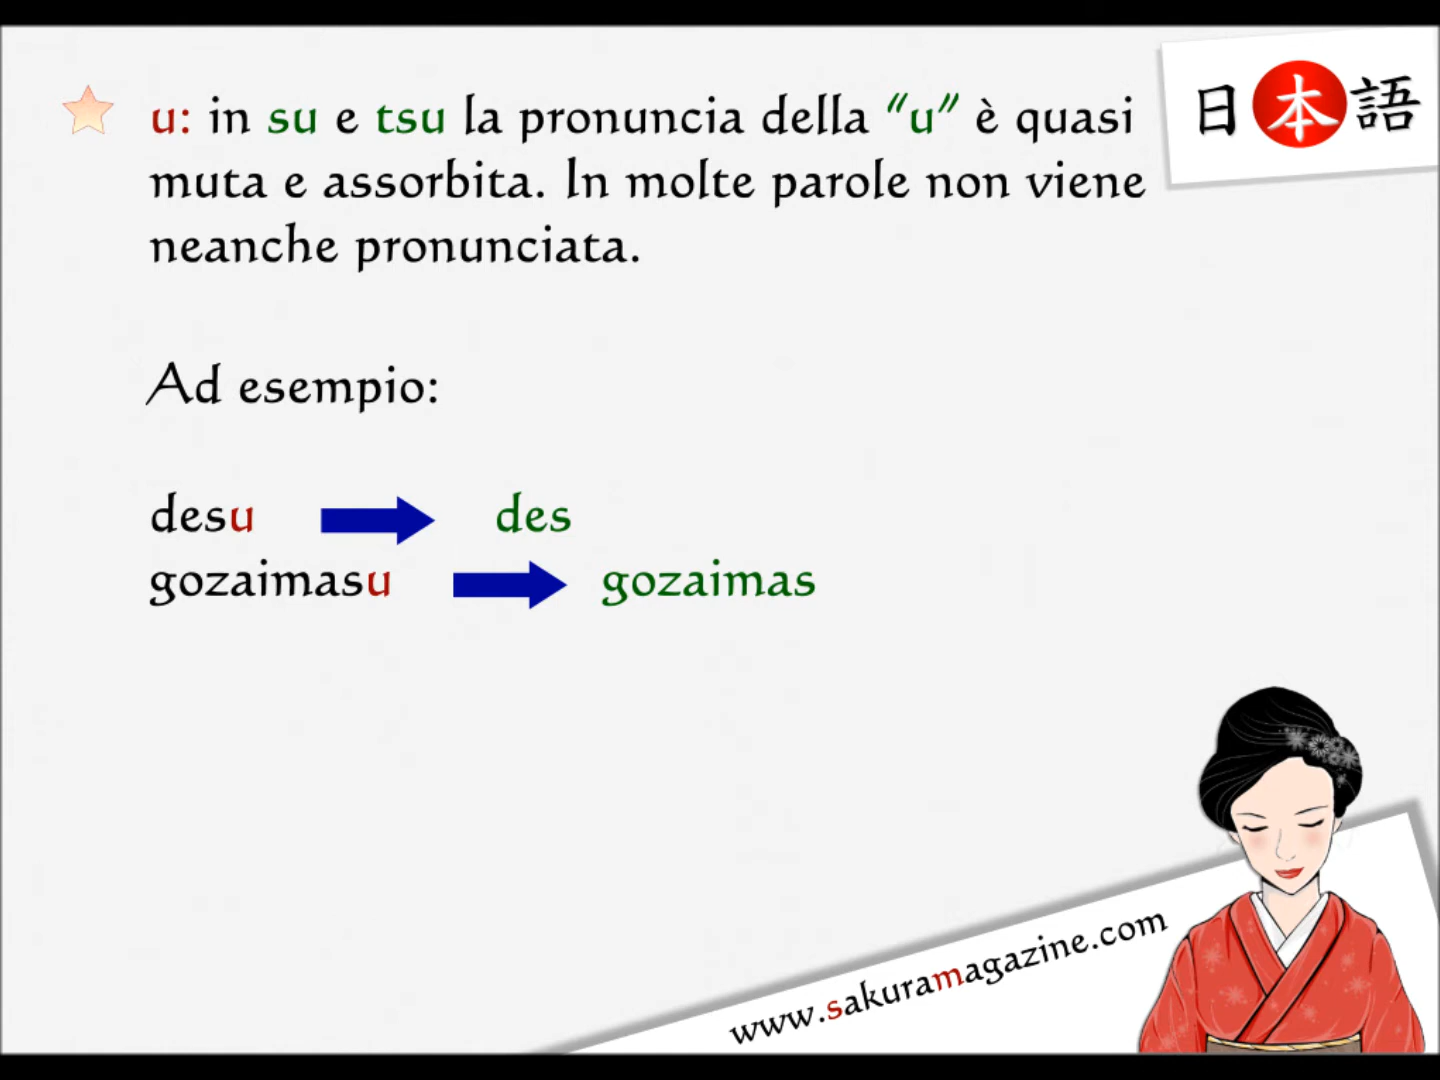 日本語
u: in su e tsu la pronuncia della “u” è quasi
muta e assorbita. In molte parole non viene
neanche pronunciata.
Ad esempio:
desu des
gozaimasu gozaimas
www.sakuramagazine.com